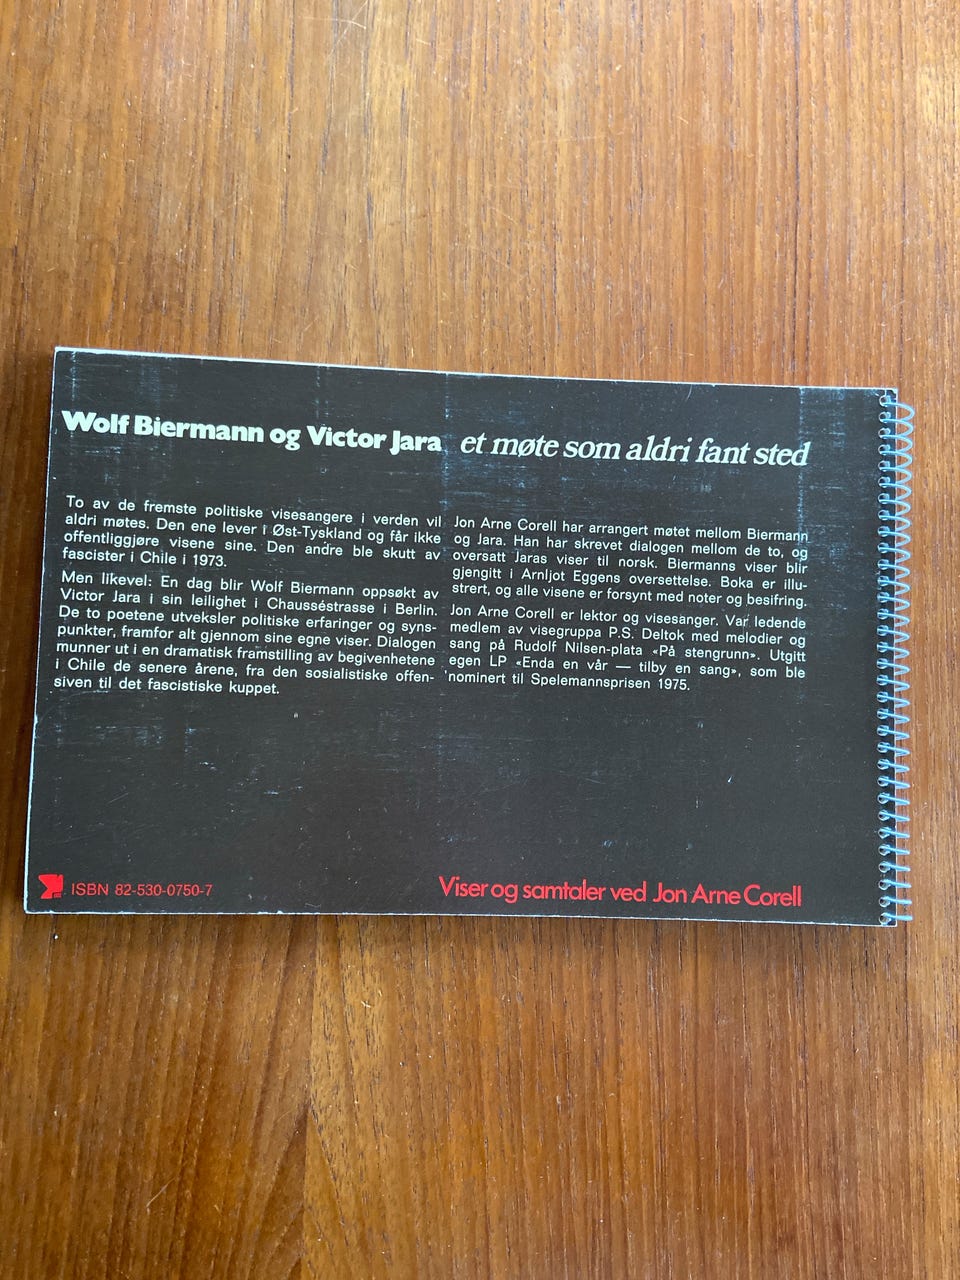 Wolf Biermann og Victor Jara et møte som aldri fant sted
To av de fremste politiske visesangere i verden vil
aldri møtes. Den ene lever i Øst-Tyskland og får ikke
offentliggjøre visene sine. Den andre ble skutt av
fascister i Chile i 1973.
Men likevel: En dag blir Wolf Biermann oppsøkt av
Victor Jara i sin leilighet i Chausséstrasse i Berlin.
De to poetene utveksler politiske erfaringer og syns-
punkter, framfor alt gjennom sine egne viser. Dialogen
munner ut i en dramatisk framstilling av begivenhetene
i Chile de senere årene, fra den sosialistiske offen-
siven til det fascistiske kuppet.
Jon Arne Corell har arrangert møtet mellom Biermann
og Jara. Han har skrevet dialogen mellom de to, og
oversatt Jaras viser til norsk. Biermanns viser blir
gjengitt i Arnljot Eggens oversettelse. Boka er illu-
strert, og alle visene er forsynt med noter og besifring.
Jon Arne Corell er lektor og visesanger. Var ledende
medlem av visegruppa P.S. Deltok med melodier og
sang på Rudolf Nilsen-plata «På stengrunn». Utgitt
egen LP «Enda en vår — tilby en sang», som ble
nominert til Spelemannsprisen 1975.
ISBN 82-530-0750-7
Viser og samtaler ved Jon Arne Corell